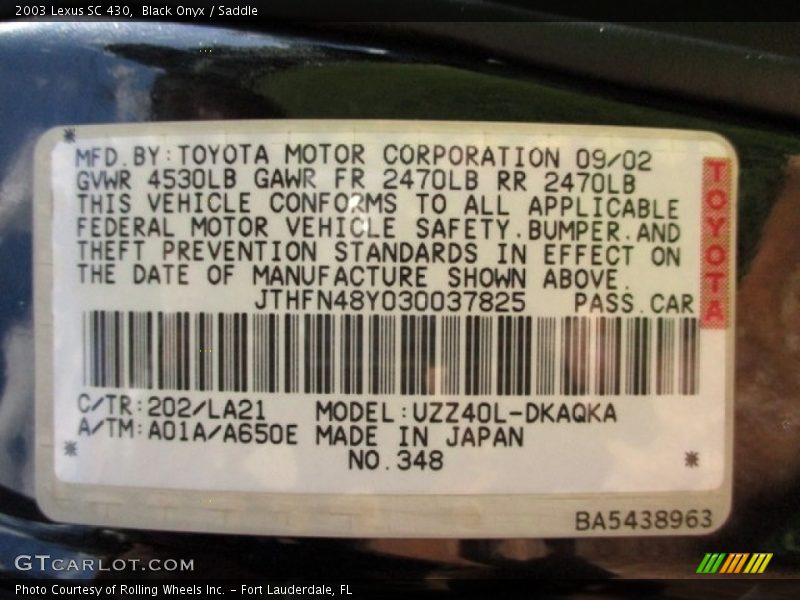 2003 Lexus SC 430, Black Onyx / Saddle
MFD.BY:TOYOTA MOTOR CORPORATION 09/02
GVWR 4530LB GAWR FR 2470LB RR 2470LB
THIS VEHICLE CONFORMS TO ALL APPLICABLE
FEDERAL MOTOR VEHICLE SAFETY.BUMPER.AND
THEFT PREVENTION STANDARDS IN EFFECT ON
THE DATE OF MANUFACTURE SHOWN ABOVE.
JTHFN48Y030037825 PASS.CAR
TOYOTA
C/TR:202/LA21 MODEL:UZZ40L-DKAQKA
A/TM:A01A/A650E MADE IN JAPAN
NO.348
BA5438963
GTCARLOT.COM
Photo Courtesy of Rolling Wheels Inc. - Fort Lauderdale, FL